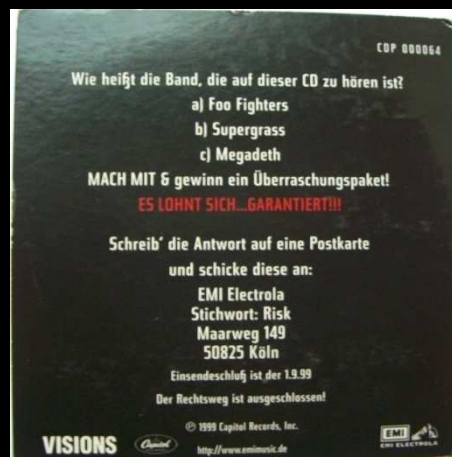 CDP 000064
Wie heißt die Band, die auf dieser CD zu hören ist?
a) Foo Fighters
b) Supergrass
c) Megadeth
MACH MIT & gewinn ein Überraschungspaket!
ES LOHNT SICH...GARANTIERT!!!
Schreib' die Antwort auf eine Postkarte
und schicke diese an:
EMI Electrola
Stichwort: Risk
Maarweg 149
50825 Köln
Einsendeschluß ist der 1.9.99
Der Rechtsweg ist ausgeschlossen!
℗ 1999 Capitol Records, Inc.
VISIONS Capitol http://www.emimusic.de EMI
EMI ELECTROLA